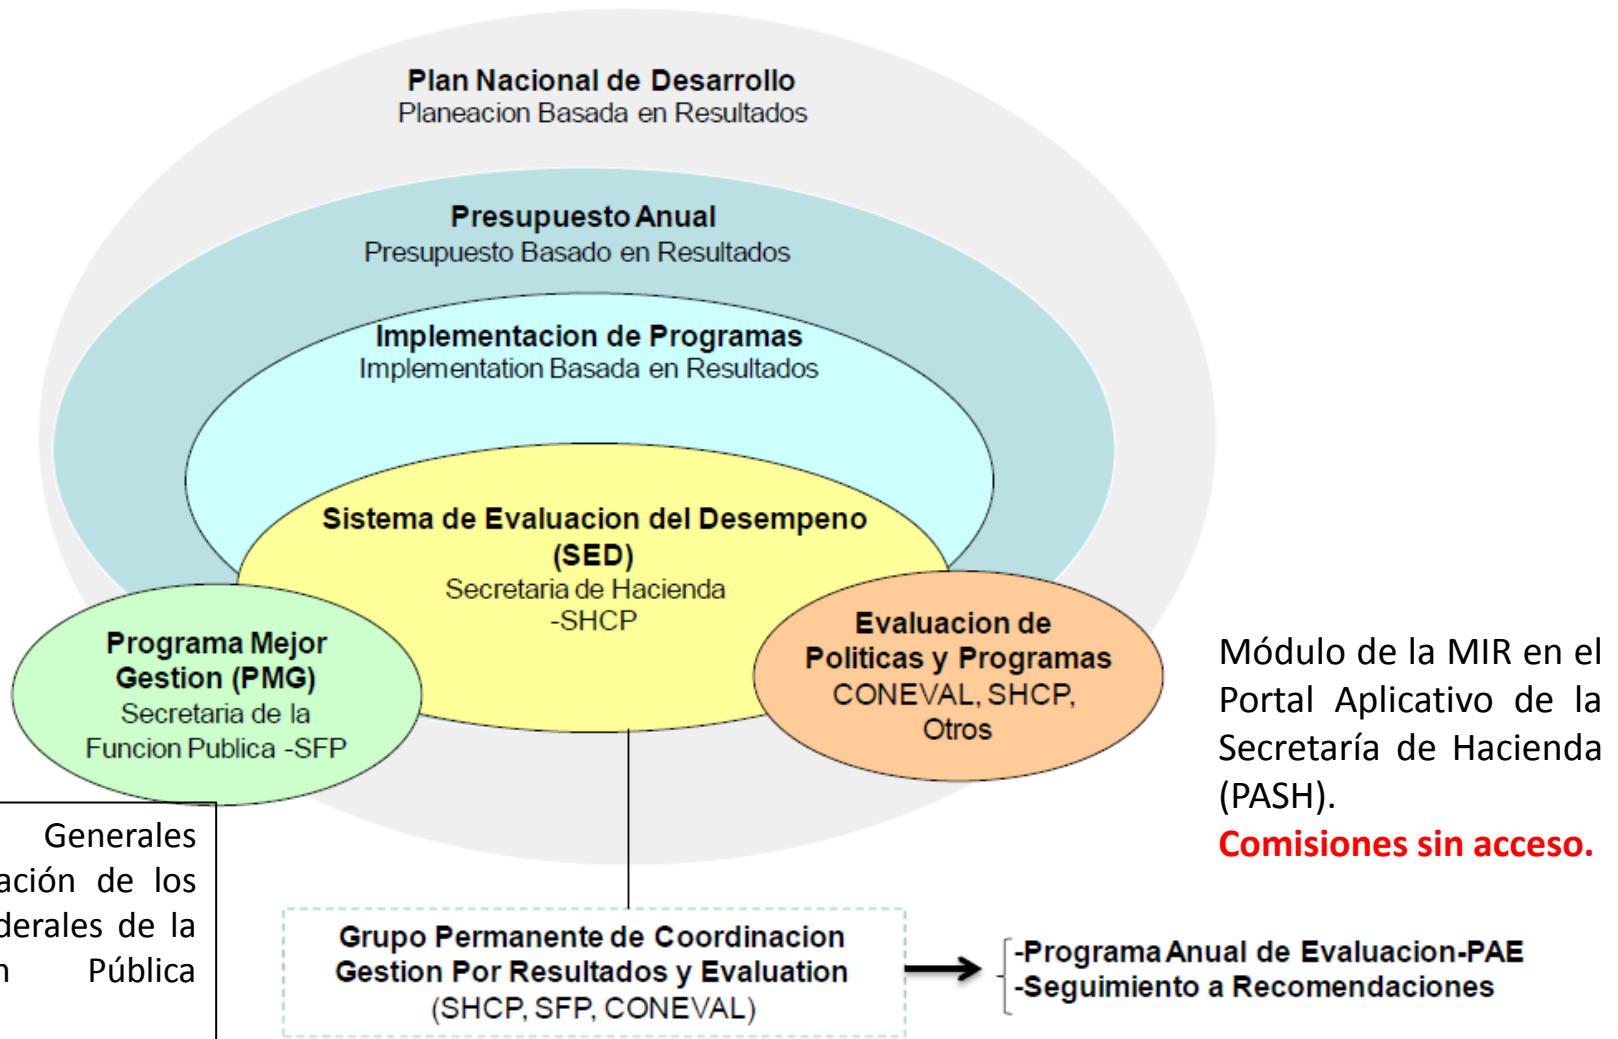 Plan Nacional de Desarrollo
Planeacion Basada en Resultados
Presupuesto Anual
Presupuesto Basado en Resultados
Implementacion de Programas
Implementation Basada en Resultados
Sistema de Evaluacion del Desempeno
(SED)
Secretaria de Hacienda
-SHCP
Programa Mejor
Gestion (PMG)
Secretaria de la
Funcion Publica -SFP
Evaluacion de
Politicas y Programas
CONEVAL, SHCP,
Otros
Módulo de la MIR en el
Portal Aplicativo de la
Secretaría de Hacienda
(PASH).
Comisiones sin acceso.
Generales
de los
de la
Pública
Grupo Permanente de Coordinacion
Gestion Por Resultados y Evaluation
(SHCP, SFP, CONEVAL)
-Programa Anual de Evaluacion-PAE
-Seguimiento a Recomendaciones